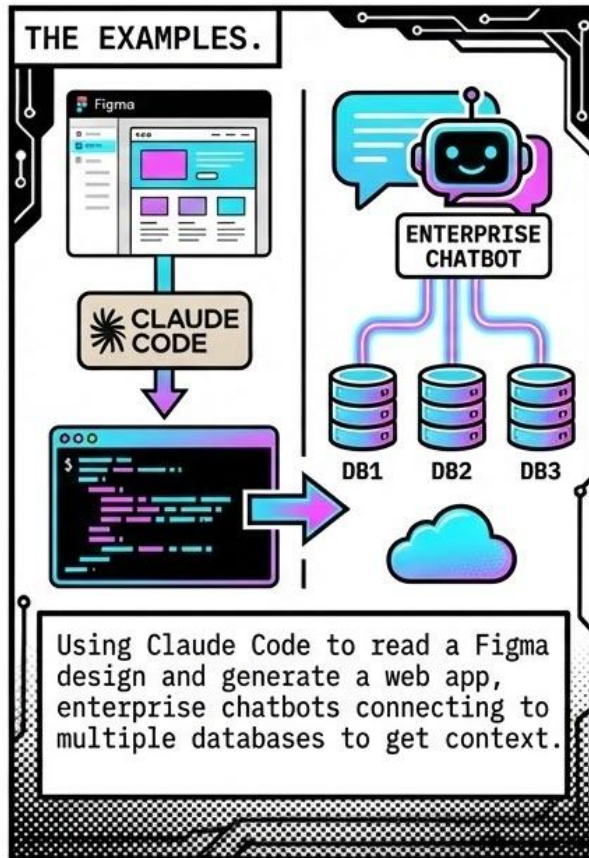 THE EXAMPLES.
Figma
CLAUDE
CODE
$
ENTERPRISE
CHATBOT
DB1 DB2 DB3
Using Claude Code to read a Figma
design and generate a web app,
enterprise chatbots connecting to
multiple databases to get context.